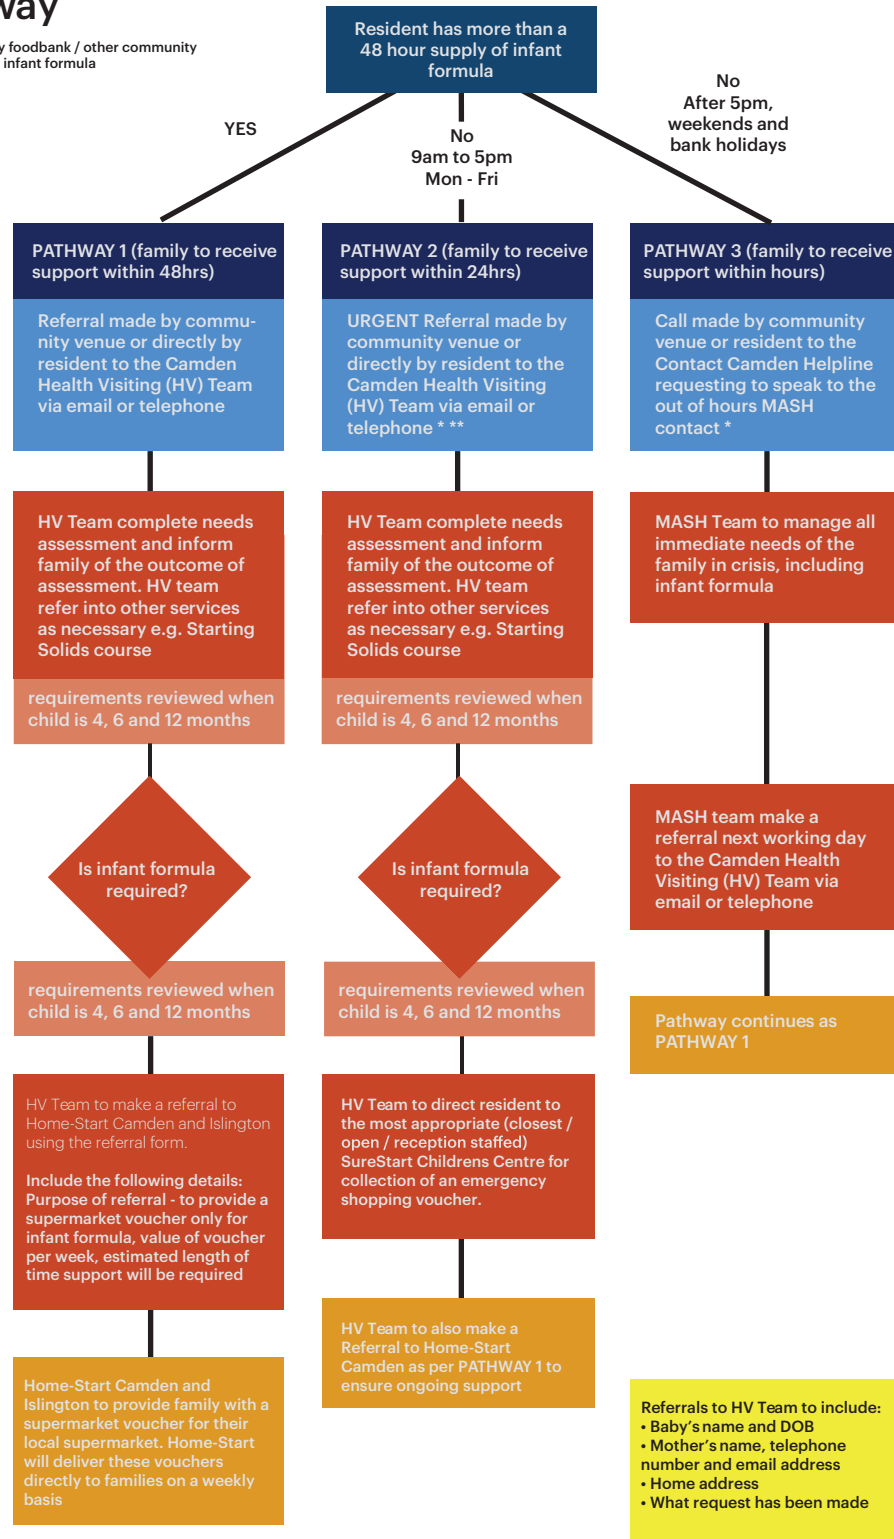 y foodbank / other community
infant formula
Resident has more than a
48 hour supply of infant
formula
YES
No
9am to 5pm
Mon - Fri
No
After 5pm,
weekends and
bank holidays
PATHWAY 1 (family to receive
support within 48hrs)
Referral made by commu-
nity venue or directly by
resident to the Camden
Health Visiting (HV) Team
via email or telephone
HV Team complete needs
assessment and inform
family of the outcome of
assessment. HV team
refer into other services
as necessary e.g. Starting
Solids course
requirements reviewed when
child is 4, 6 and 12 months
Is infant formula
required?
requirements reviewed when
child is 4, 6 and 12 months
HV Team to make a referral to
Home-Start Camden and Islington
using the referral form.
Include the following details:
Purpose of referral - to provide a
supermarket voucher only for
infant formula, value of voucher
per week, estimated length of
time support will be required
Home-Start Camden and
Islington to provide family with a
supermarket voucher for their
local supermarket. Home-Start
will deliver these vouchers
directly to families on a weekly
basis
PATHWAY 2 (family to receive
support within 24hrs)
URGENT Referral made by
community venue or
directly by resident to the
Camden Health Visiting
(HV) Team via email or
telephone * **
HV Team complete needs
assessment and inform
family of the outcome of
assessment. HV team
refer into other services
as necessary e.g. Starting
Solids course
requirements reviewed when
child is 4, 6 and 12 months
Is infant formula
required?
requirements reviewed when
child is 4, 6 and 12 months
HV Team to direct resident to
the most appropriate (closest /
open / reception staffed)
SureStart Childrens Centre for
collection of an emergency
shopping voucher.
HV Team to also make a
Referral to Home-Start
Camden as per PATHWAY 1 to
ensure ongoing support
PATHWAY 3 (family to receive
support within hours)
Call made by community
venue or resident to the
Contact Camden Helpline
requesting to speak to the
out of hours MASH
contact *
MASH Team to manage all
immediate needs of the
family in crisis, including
infant formula
MASH team make a
referral next working day
to the Camden Health
Visiting (HV) Team via
email or telephone
Pathway continues as
PATHWAY 1
Referrals to HV Team to include:
• Baby's name and DOB
• Mother's name, telephone
number and email address
• Home address
• What request has been made